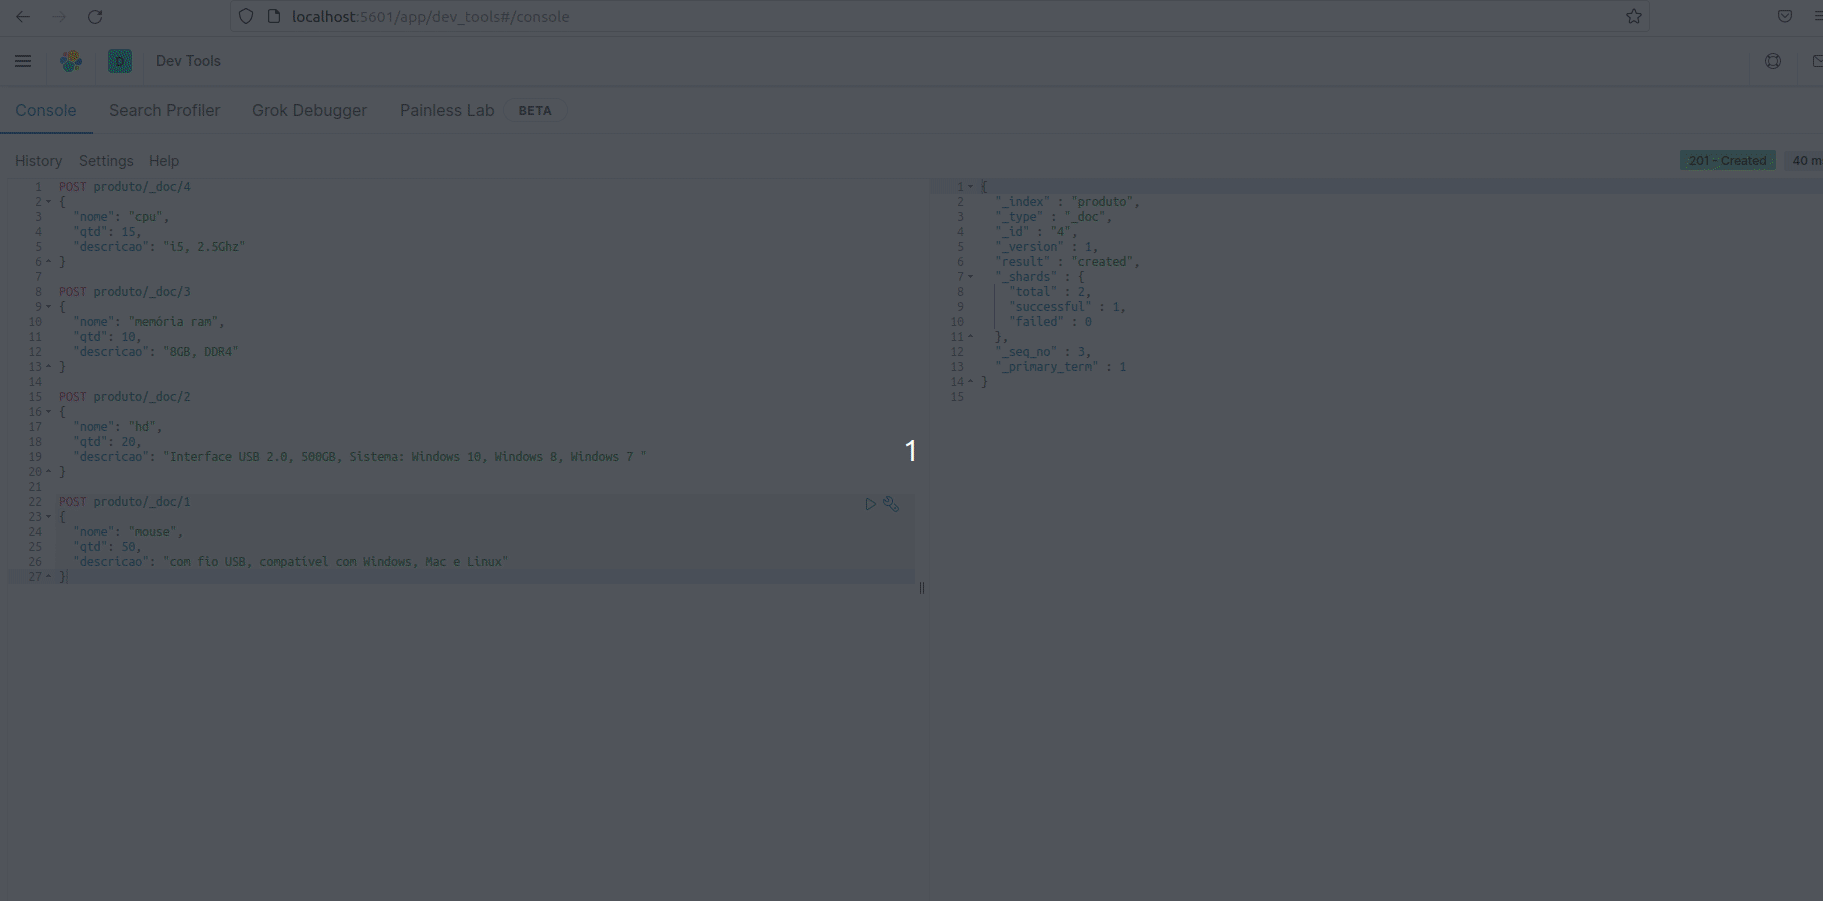 localhost:5601/app/dev_tools#/console
D
Dev Tools
Console Search Profiler Grok Debugger Painless Lab BETA
History Settings Help
201 - Created 40 m
1 POST produto/_doc/4
2 {
3 "nome": "cpu",
4 "qtd": 15,
5 "descricao": "i5, 2.5Ghz"
6 }
7
8 POST produto/_doc/3
9 {
10 "nome": "memória ram",
11 "qtd": 10,
12 "descricao": "8GB, DDR4"
13 }
14
15 POST produto/_doc/2
16 {
17 "nome": "hd",
18 "qtd": 20,
19 "descricao": "Interface USB 2.0, 500GB, Sistema: Windows 10, Windows 8, Windows 7 "
20 }
21
22 POST produto/_doc/1
23 {
24 "nome": "mouse",
25 "qtd": 50,
26 "descricao": "com fio USB, compatível com Windows, Mac e Linux"
27 }
1 {
2 "_index" : "produto",
3 "_type" : "_doc",
4 "_id" : "4",
5 "_version" : 1,
6 "result" : "created",
7 "_shards" : {
8 "total" : 2,
9 "successful" : 1,
10 "failed" : 0
11 },
12 "_seq_no" : 3,
13 "_primary_term" : 1
14 }
15
1